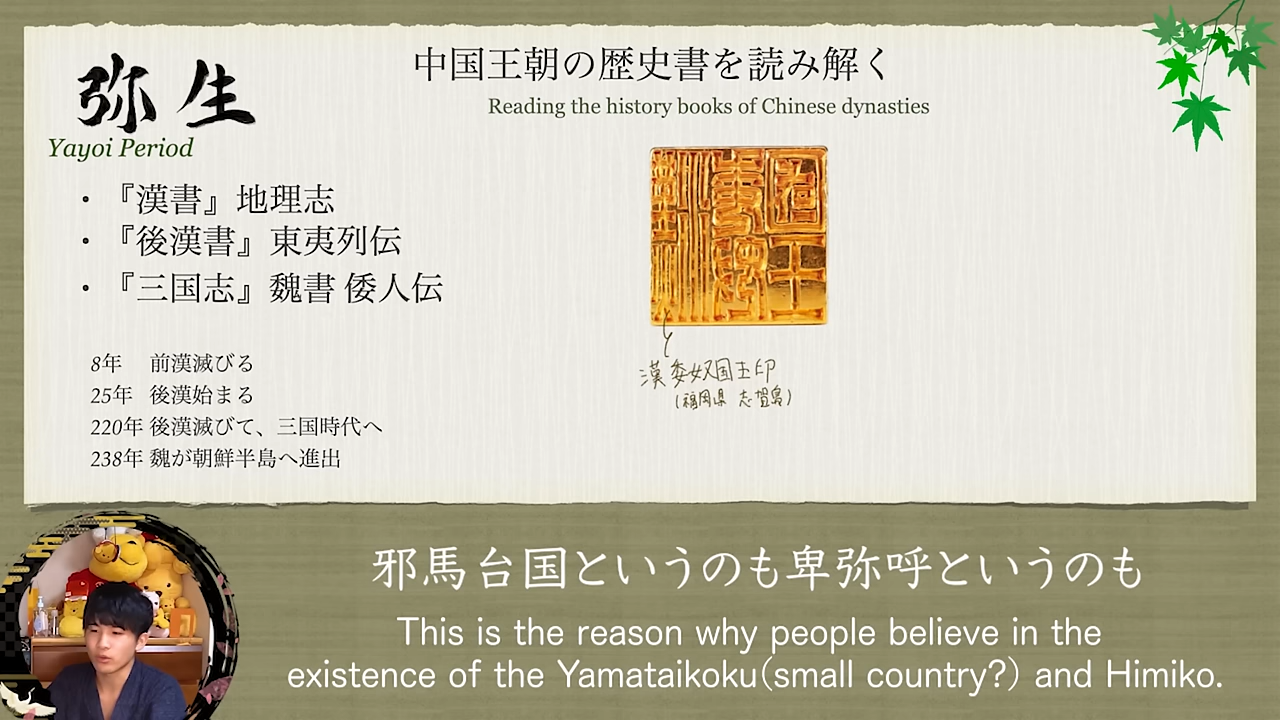 弥生
Yayoi Period
中国王朝の歴史書を読み解く
Reading the history books of Chinese dynasties
・『漢書』地理志
・『後漢書』東夷列伝
・『三国志』魏書 倭人伝
8年 前漢滅びる
25年 後漢始まる
220年 後漢滅びて、三国時代へ
238年 魏が朝鮮半島へ進出
漢委奴国王印
(福岡県 志賀島)
邪馬台国というのも卑弥呼というのも
This is the reason why people believe in the
existence of the Yamataikoku(small country?) and Himiko.